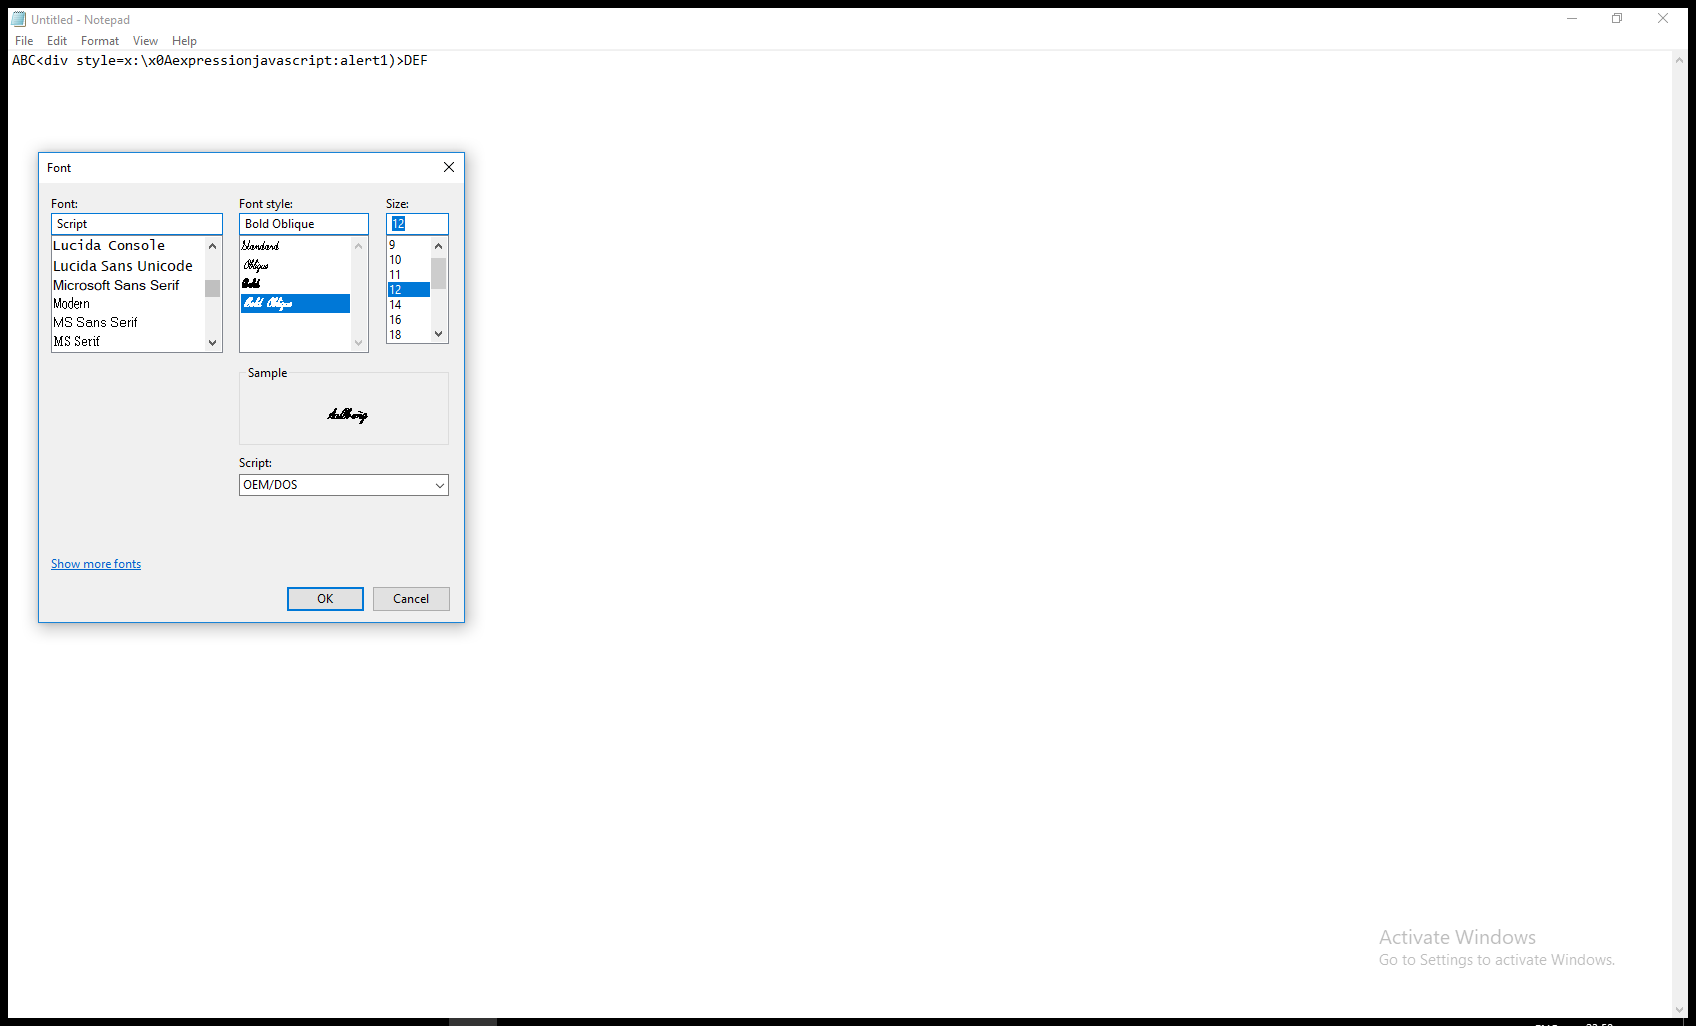 Untitled - Notepad
File Edit Format View Help
ABC<div style=x:\x0Aexpressionjavascript:alert1)>DEF
Font
Font: Font style: Size:
Script Bold Oblique 12
Lucida Console
Lucida Sans Unicode
Microsoft Sans Serif
Modern
MS Sans Serif
MS Serif
Standard
Oblique
Bold
Bold Oblique
9
10
11
12
14
16
18
Sample
AaBbÖöñg
Script:
OEM/DOS
Show more fonts
OK Cancel
Activate Windows
Go to Settings to activate Windows.